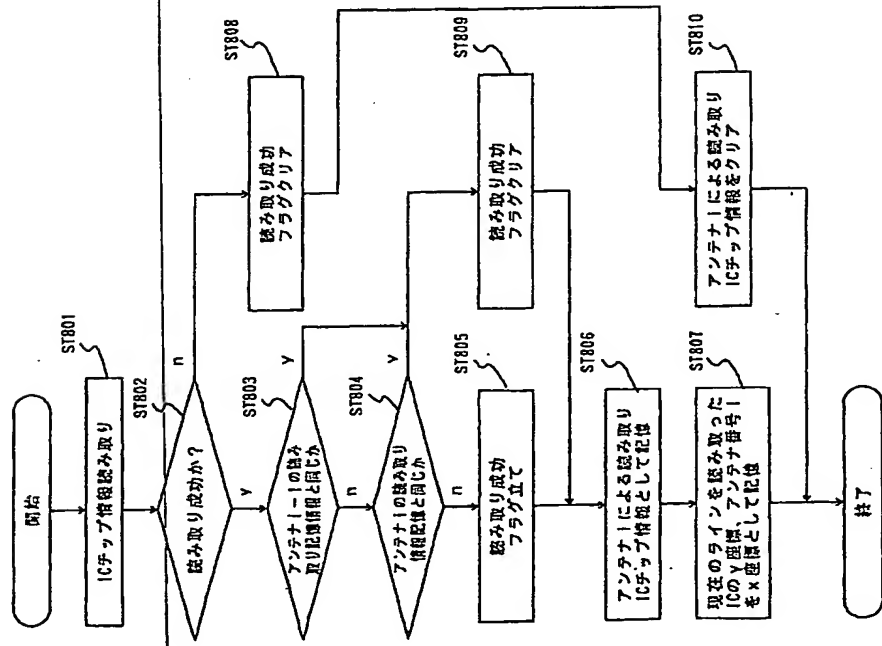 開始
ST801
ICチップ情報読み取り
ST802
読み取り成功か?
n
y
ST808
読み取り成功
フラグクリア
ST803
アンテナI－1の読み
取り記憶情報と同じか
y
n
ST804
アンテナIの読み取り
情報記憶と同じか
y
n
ST809
読み取り成功
フラグクリア
ST805
読み取り成功
フラグ立て
ST806
アンテナIによる読み取り
ICチップ情報として記憶
ST810
アンテナIによる読み取り
ICチップ情報をクリア
ST807
現在のラインを読み取った
ICのy座標、アンテナ番号I
をx座標として記憶
終了